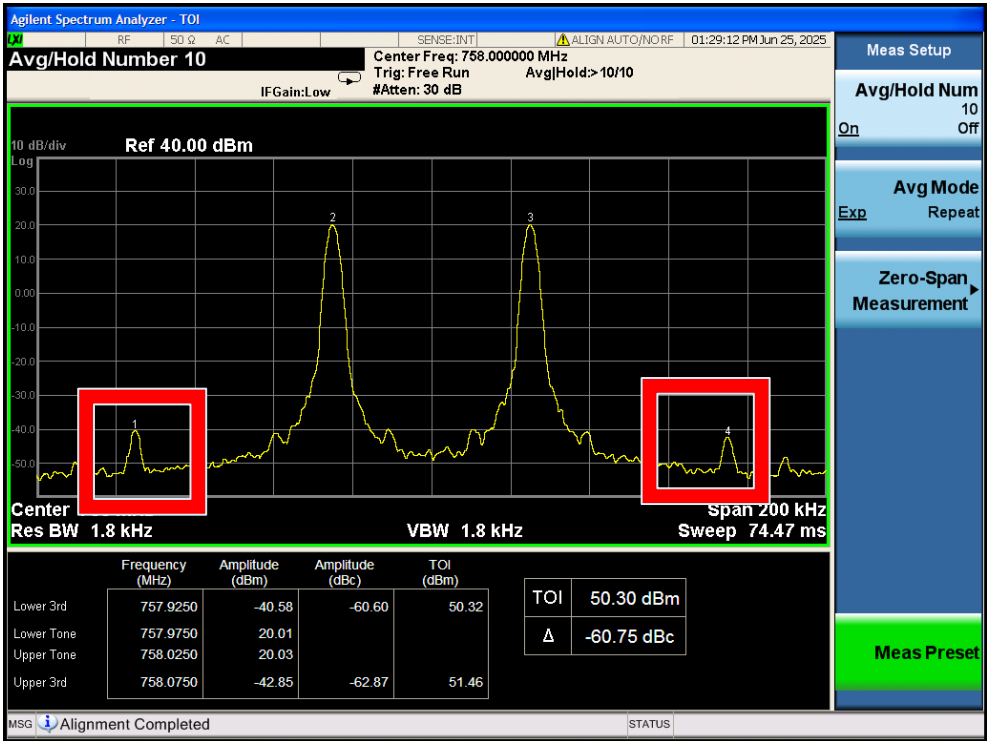 Agilent Spectrum Analyzer - TOI
LXI RF 50 Ω AC SENSE:INT ALIGN AUTO/NO RF 01:29:12 PM Jun 25, 2025
Avg/Hold Number 10
Center Freq: 758.000000 MHz
Trig: Free Run Avg|Hold:>10/10
IFGain:Low #Atten: 30 dB
10 dB/div Ref 40.00 dBm
Log
30.0
20.0
10.0
0.00
-10.0
-20.0
-30.0
-40.0
-50.0
1
2
3
4
Center
Span 200 kHz
Res BW 1.8 kHz VBW 1.8 kHz Sweep 74.47 ms
Frequency Amplitude Amplitude TOI
(MHz) (dBm) (dBc) (dBm)
Lower 3rd 757.9250 -40.58 -60.60 50.32
Lower Tone 757.9750 20.01
Upper Tone 758.0250 20.03
Upper 3rd 758.0750 -42.85 -62.87 51.46
TOI 50.30 dBm
Δ -60.75 dBc
Meas Setup
Avg/Hold Num
10
On Off
Avg Mode
Exp Repeat
Zero-Span
Measurement
Meas Preset
MSG Alignment Completed STATUS